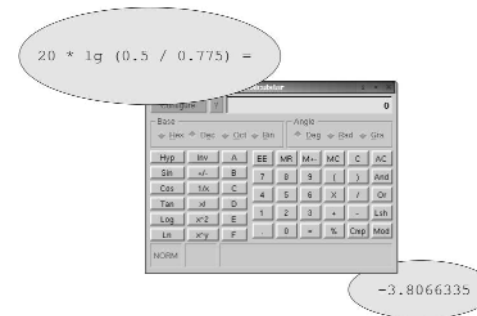 20 * lg (0.5 / 0.775) =
Calculator
Configure ?
0
Base
Angle
Hex Dec Oct Bin
Deg Rad Gra
Hyp Inv A EE MR M+- MC C AC
Sin +/- B 7 8 9 ( ) And
Cos 1/x C 4 5 6 X / Or
Tan x! D 1 2 3 + - Lsh
Log x^2 E . 0 = % Cmp Mod
Ln x^y F
NORM
-3.8066335